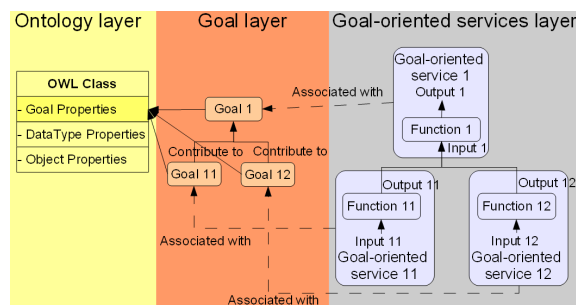 Ontology layer
Goal layer
Goal-oriented services layer
OWL Class
- Goal Properties
- DataType Properties
- Object Properties
Goal 1
Contribute to
Contribute to
Goal 11
Goal 12
Associated with
Associated with
Associated with
Goal-oriented
service 1
Output 1
Function 1
Input 1
Output 11
Function 11
Input 11
Goal-oriented
service 11
Output 12
Function 12
Input 12
Goal-oriented
service 12